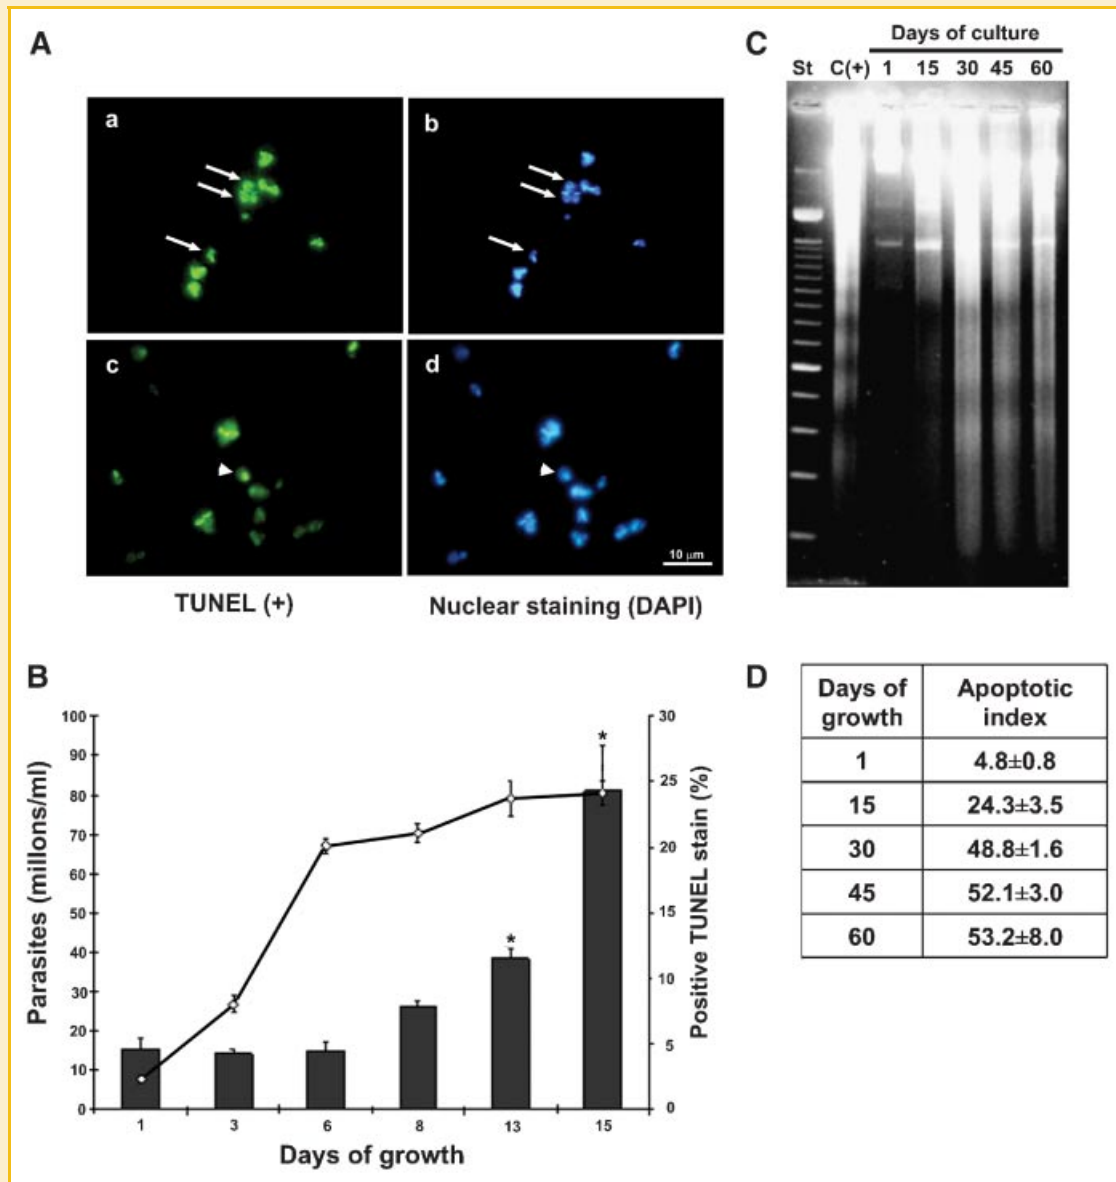 A
a
b
c
d
10 μm
TUNEL (+)
Nuclear staining (DAPI)
C
Days of culture
St C(+) 1 15 30 45 60
B
Parasites (millons/ml)
100
90
80
70
60
50
40
30
20
10
0
*
*
30
25
20
15
10
5
0
Positive TUNEL stain (%)
1 3 6 8 13 15
Days of growth
D
Days of growth
Apoptotic index
1 4.8±0.8
15 24.3±3.5
30 48.8±1.6
45 52.1±3.0
60 53.2±8.0